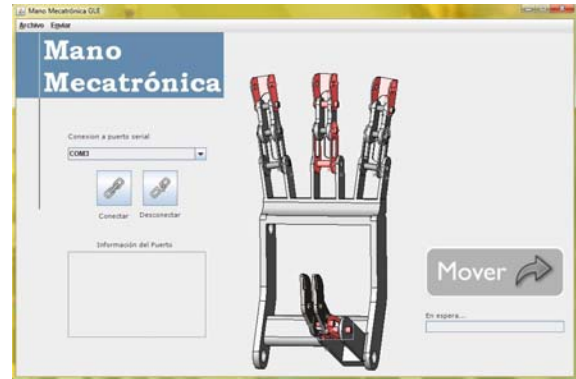 Mano Mecatrónica GUI
Archivo Enviar
Mano
Mecatrónica
Conexion a puerto serial
COM3
Conectar Desconectar
Información del Puerto
Mover
En espera...